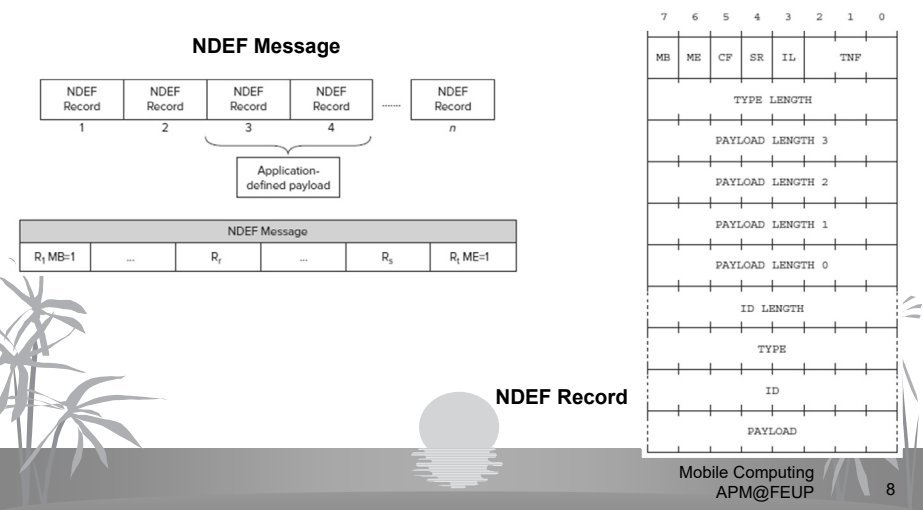 NDEF Message
NDEF NDEF NDEF NDEF NDEF
Record Record Record Record ....... Record
1 2 3 4 n
Application-
defined payload
NDEF Message
R1 MB=1 ... Rr ... Rs Rt ME=1
7 6 5 4 3 2 1 0
MB ME CF SR IL TNF
TYPE LENGTH
PAYLOAD LENGTH 3
PAYLOAD LENGTH 2
PAYLOAD LENGTH 1
PAYLOAD LENGTH 0
ID LENGTH
TYPE
ID
PAYLOAD
NDEF Record
Mobile Computing
APM@FEUP
8